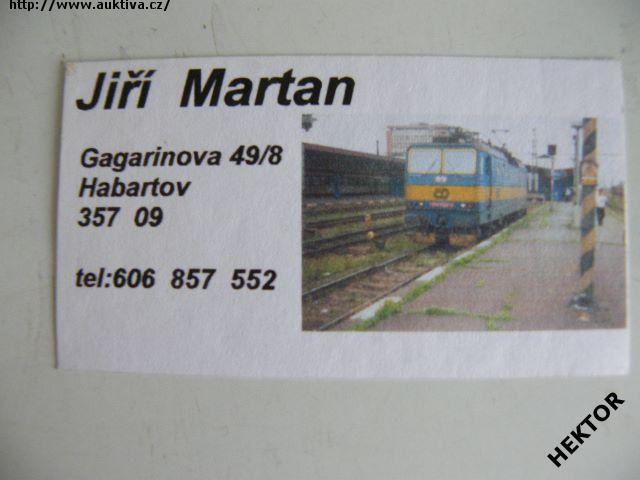 http://www.auktiva.cz/
Jiří Martan
Gagarinova 49/8
Habartov
357 09
tel:606 857 552
HEKTOR